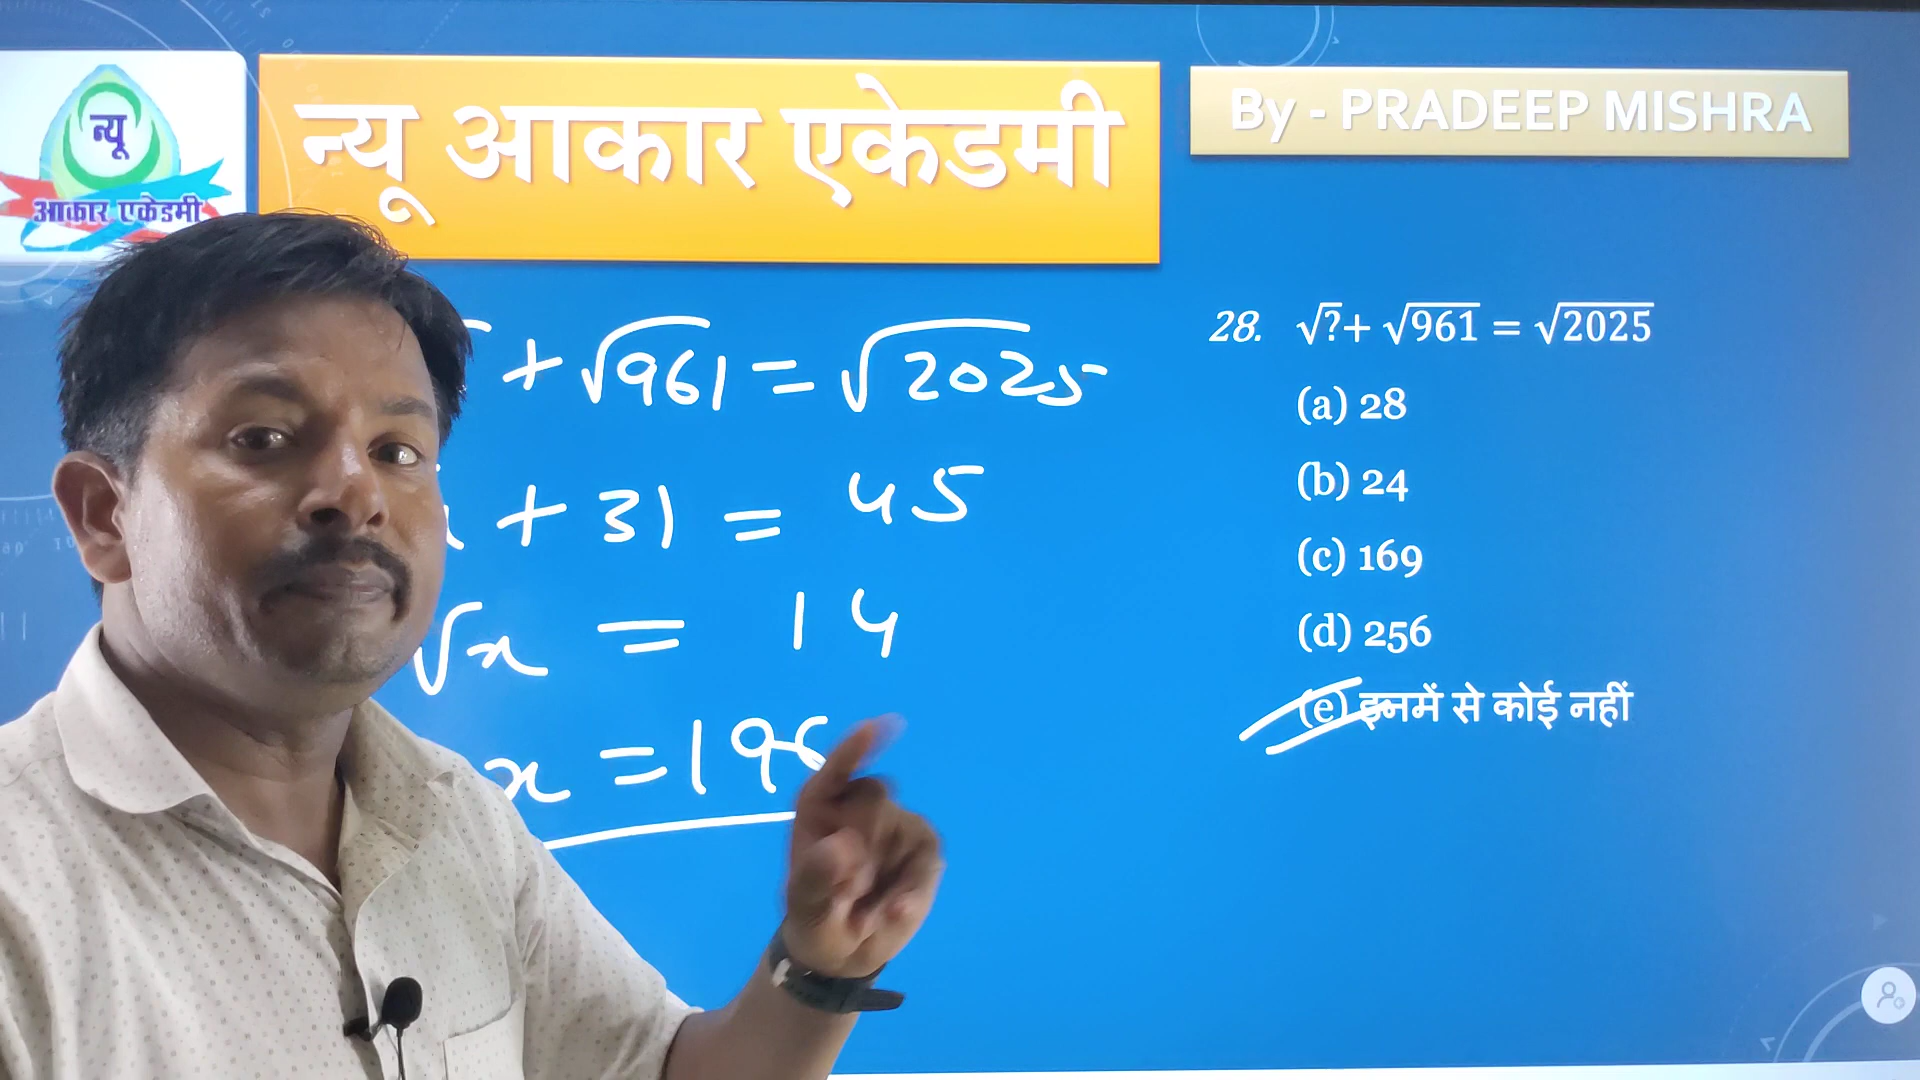 न्यू
आकार एकेडमी
न्यू आकार एकेडमी
By - PRADEEP MISHRA
+ √961 = √2025
+ 31 = 45
√x = 14
x = 196
28. √?+ √961 = √2025
(a) 28
(b) 24
(c) 169
(d) 256
(e) इनमें से कोई नहीं